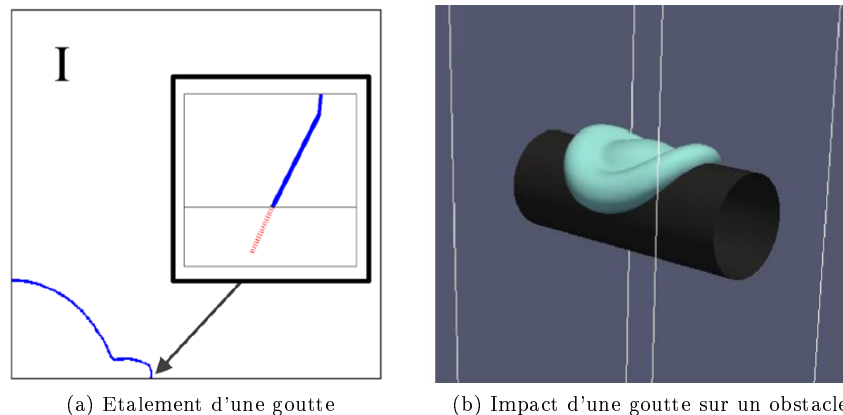 I
(a) Etalement d'une goutte
(b) Impact d'une goutte sur un obstacle